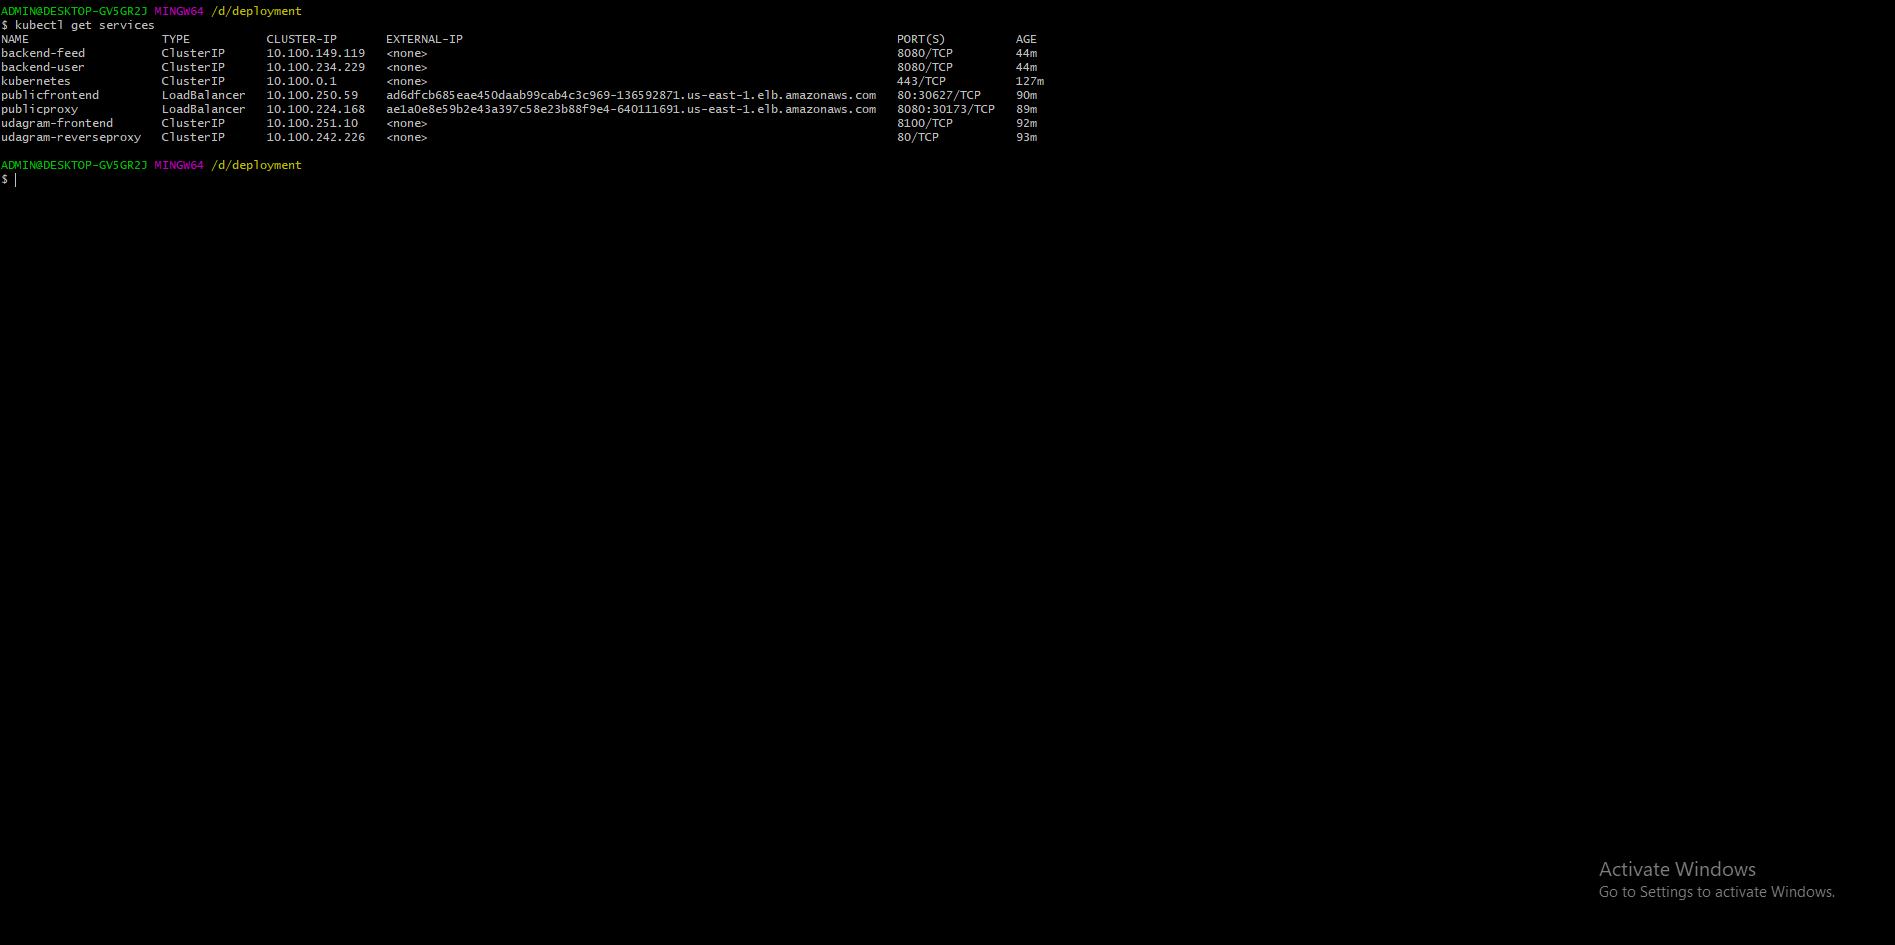 ADMIN@DESKTOP-GV5GR2J MINGW64 /d/deployment
$ kubectl get services
NAME TYPE CLUSTER-IP EXTERNAL-IP PORT(S) AGE
backend-feed ClusterIP 10.100.149.119 <none> 8080/TCP 44m
backend-user ClusterIP 10.100.234.229 <none> 8080/TCP 44m
kubernetes ClusterIP 10.100.0.1 <none> 443/TCP 127m
publicfrontend LoadBalancer 10.100.250.59 ad6dfcb685eae450daab99cab4c3c969-136592871.us-east-1.elb.amazonaws.com 80:30627/TCP 90m
publicproxy LoadBalancer 10.100.224.168 ae1a0e8e59b2e43a397c58e23b88f9e4-640111691.us-east-1.elb.amazonaws.com 8080:30173/TCP 89m
udagram-frontend ClusterIP 10.100.251.10 <none> 8100/TCP 92m
udagram-reverseproxy ClusterIP 10.100.242.226 <none> 80/TCP 93m
ADMIN@DESKTOP-GV5GR2J MINGW64 /d/deployment
$
Activate Windows
Go to Settings to activate Windows.